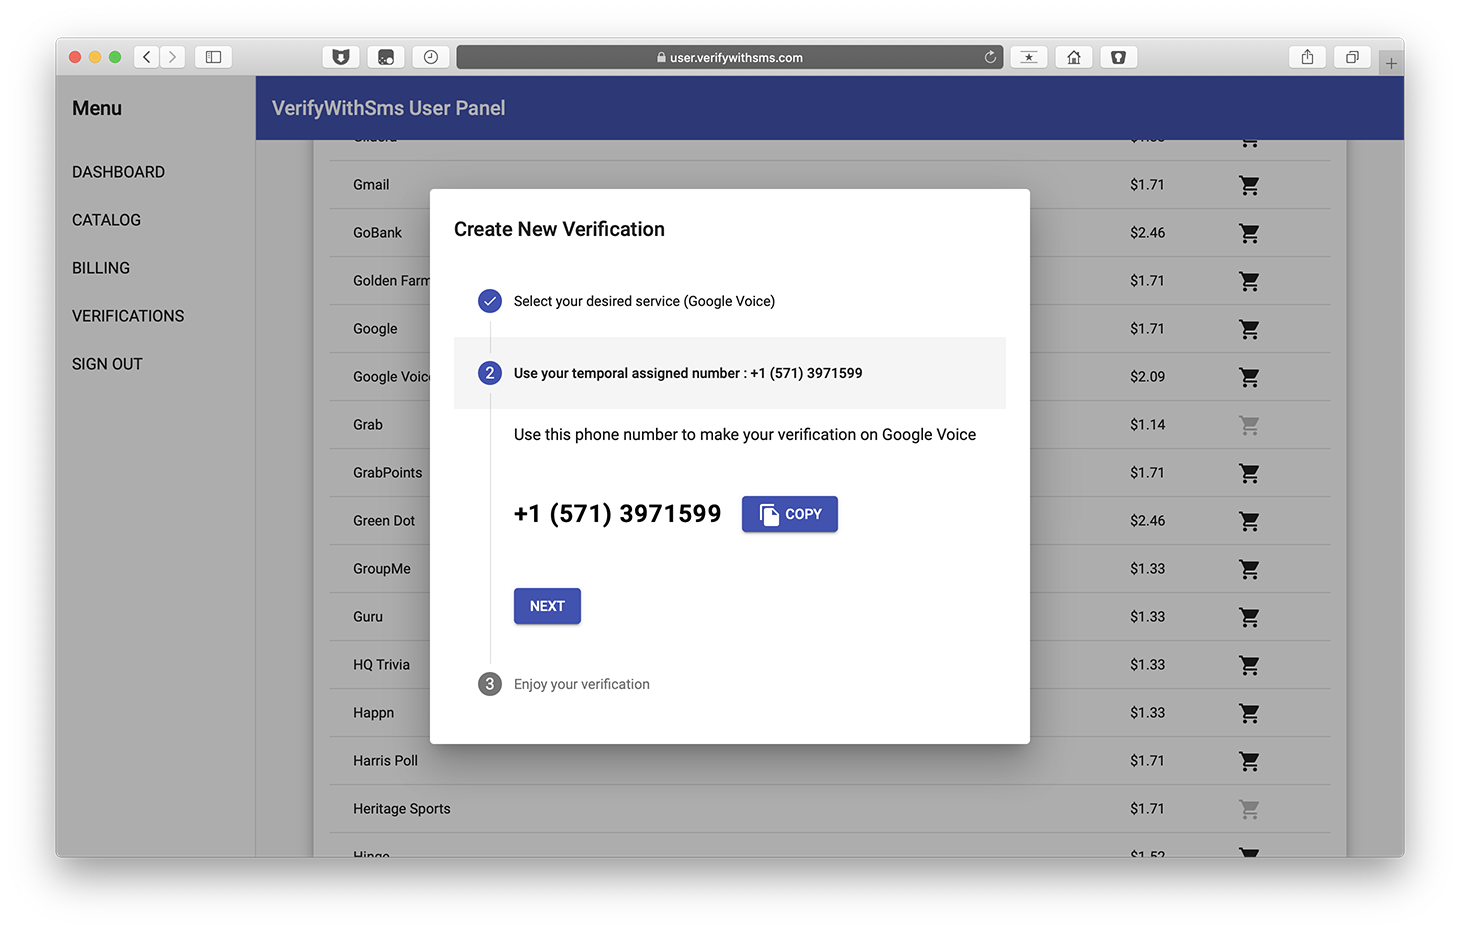 user.verifywithsms.com
Menu
VerifyWithSms User Panel
DASHBOARD
CATALOG
BILLING
VERIFICATIONS
SIGN OUT
Gmail $1.71
GoBank $2.46
Golden Farm $1.71
Google $1.71
Google Voice $2.09
Grab $1.14
GrabPoints $1.71
Green Dot $2.46
GroupMe $1.33
Guru $1.33
HQ Trivia $1.33
Happn $1.33
Harris Poll $1.71
Heritage Sports $1.71
Hinge $1.52
Create New Verification
Select your desired service (Google Voice)
2 Use your temporal assigned number : +1 (571) 3971599
Use this phone number to make your verification on Google Voice
+1 (571) 3971599 COPY
NEXT
3 Enjoy your verification